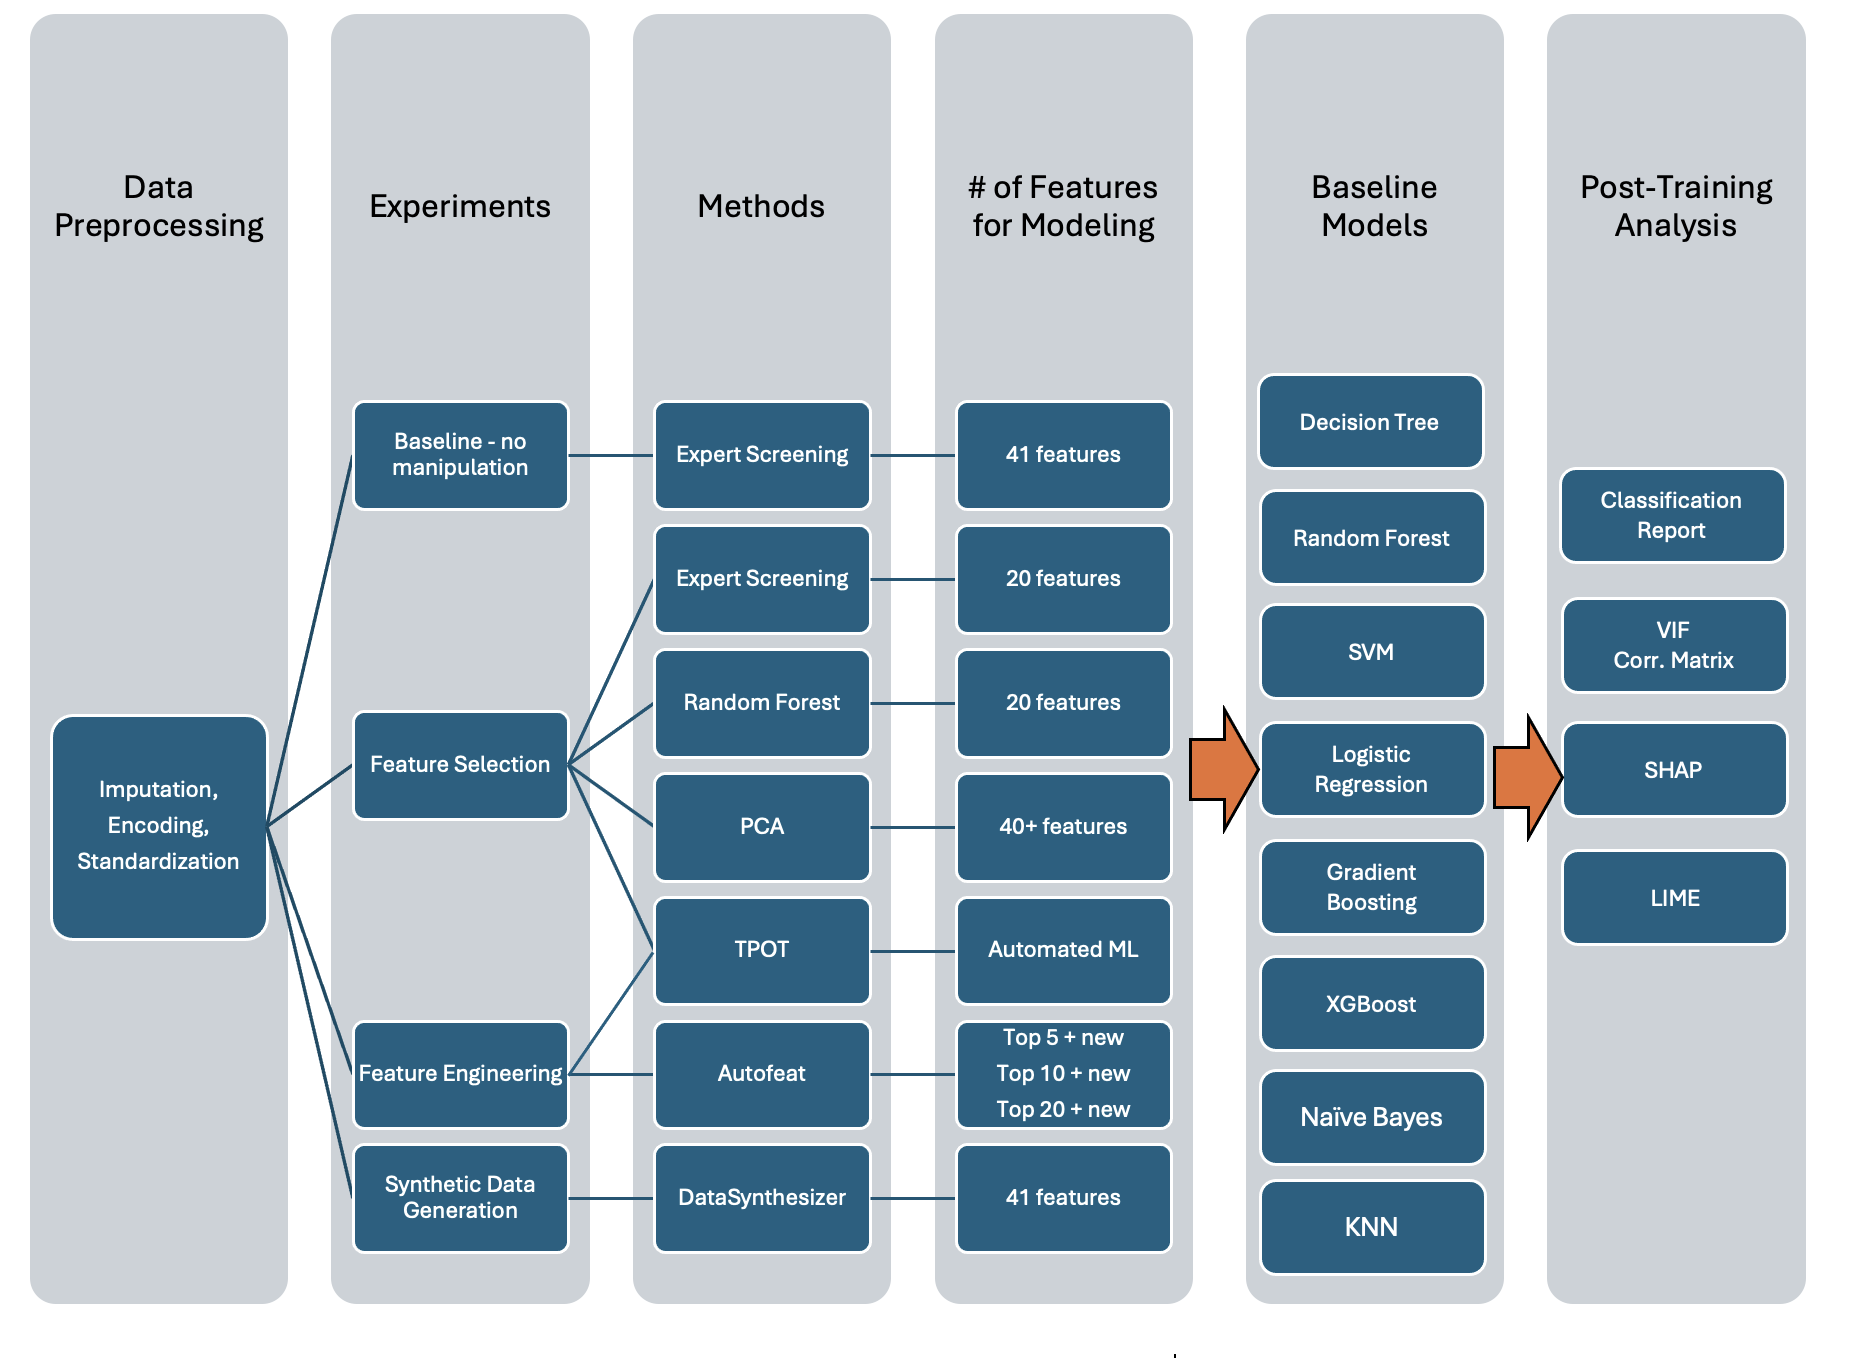 Data
Preprocessing
Experiments
Methods
# of Features
for Modeling
Baseline
Models
Post-Training
Analysis
Imputation,
Encoding,
Standardization
Baseline - no
manipulation
Feature Selection
Feature Engineering
Synthetic Data
Generation
Expert Screening
Expert Screening
Random Forest
PCA
TPOT
Autofeat
DataSynthesizer
41 features
20 features
20 features
40+ features
Automated ML
Top 5 + new
Top 10 + new
Top 20 + new
41 features
Decision Tree
Random Forest
SVM
Logistic
Regression
Gradient
Boosting
XGBoost
Naïve Bayes
KNN
Classification
Report
VIF
Corr. Matrix
SHAP
LIME